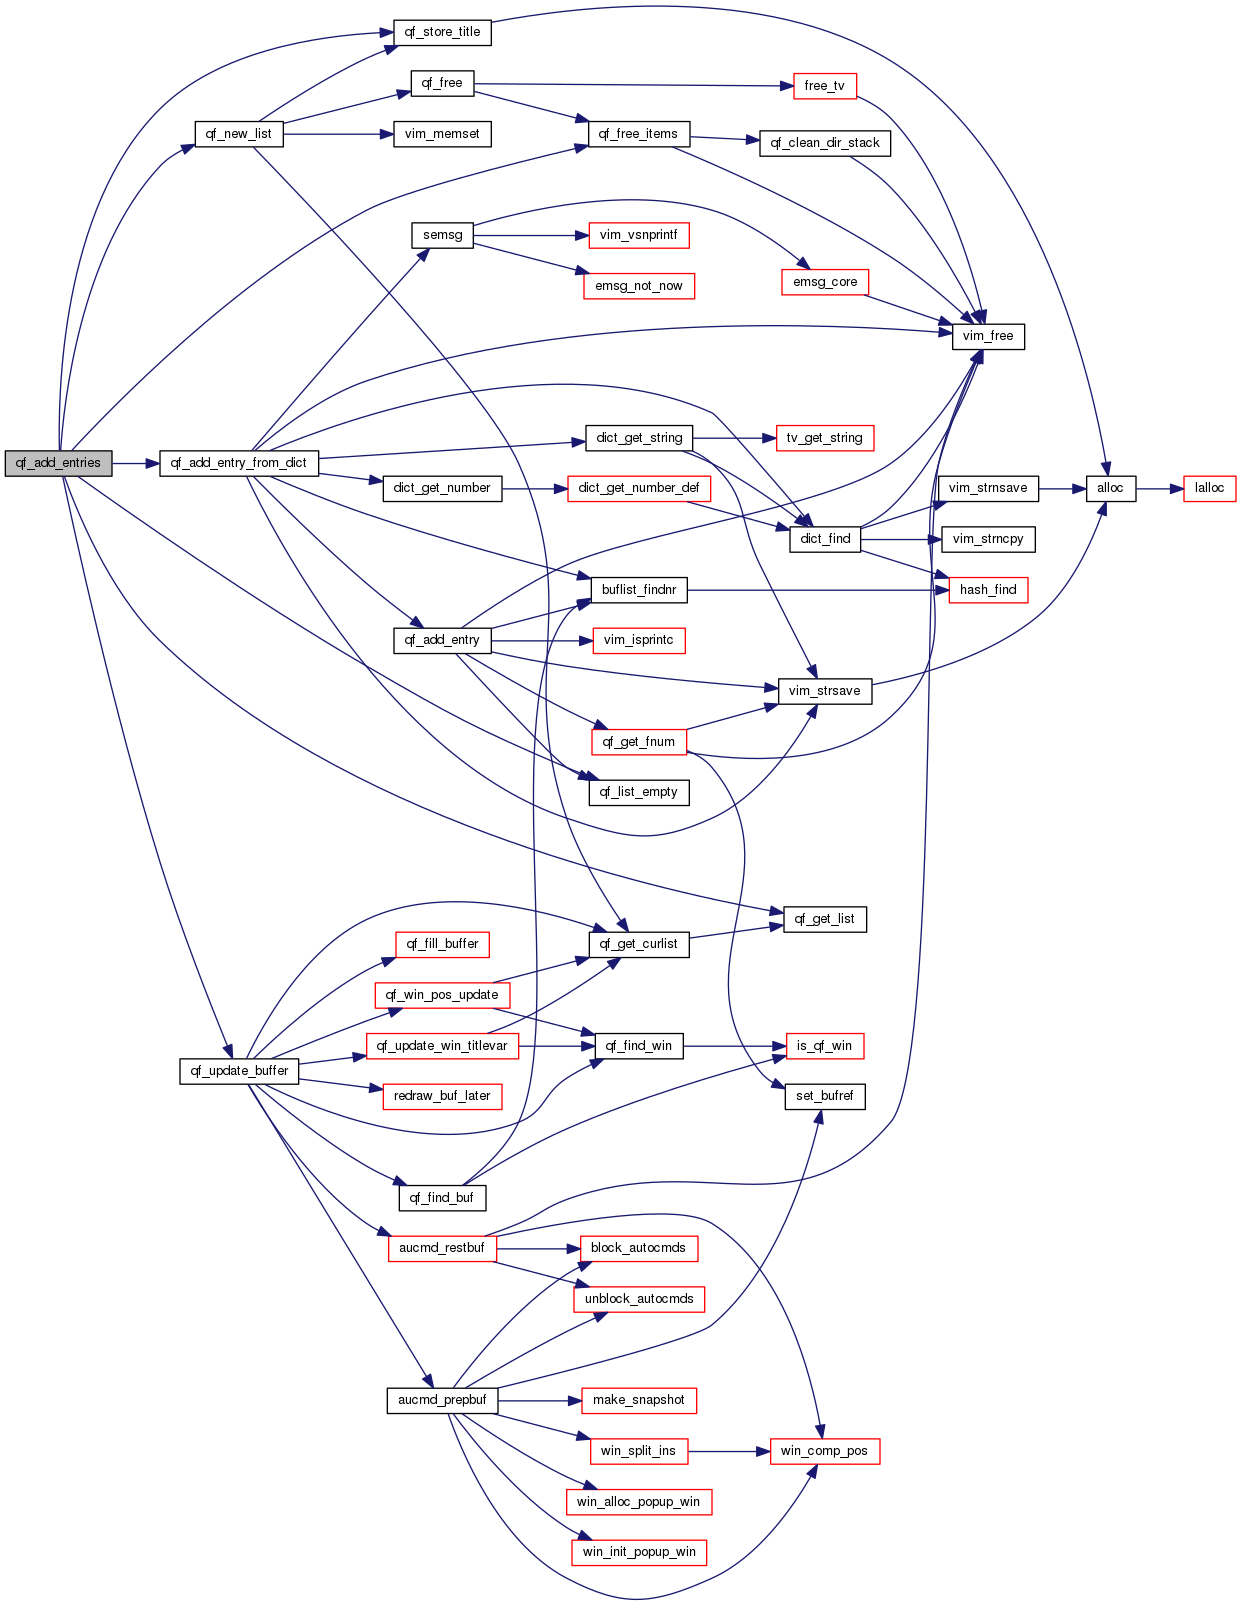 qf_store_title
qf_free
free_tv
qf_new_list
vim_memset
qf_free_items
qf_clean_dir_stack
semsg
vim_vsnprintf
emsg_not_now
emsg_core
vim_free
qf_add_entries
qf_add_entry_from_dict
dict_get_string
tv_get_string
dict_get_number
dict_get_number_def
vim_strnsave
alloc
lalloc
dict_find
vim_strncpy
buflist_findnr
hash_find
qf_add_entry
vim_isprintc
vim_strsave
qf_get_fnum
qf_list_empty
qf_get_list
qf_fill_buffer
qf_get_curlist
qf_win_pos_update
qf_update_win_titlevar
qf_find_win
is_qf_win
qf_update_buffer
redraw_buf_later
set_bufref
qf_find_buf
aucmd_restbuf
block_autocmds
unblock_autocmds
aucmd_prepbuf
make_snapshot
win_split_ins
win_comp_pos
win_alloc_popup_win
win_init_popup_win